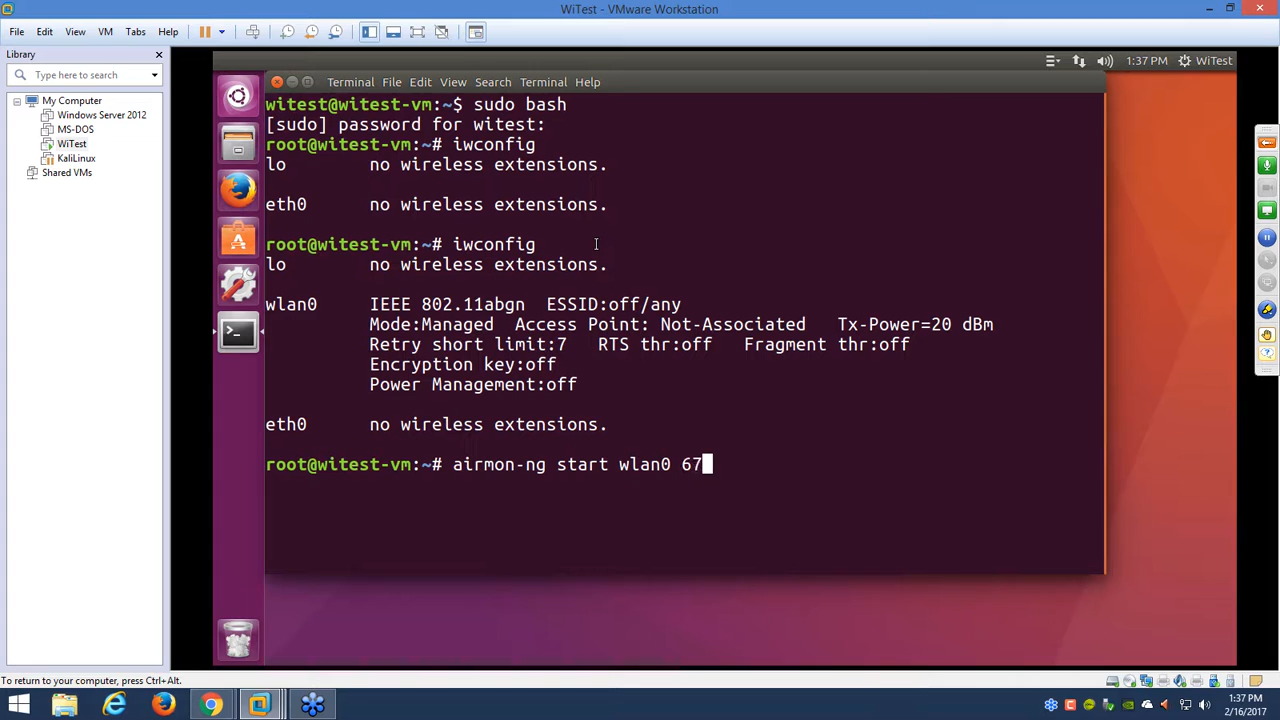 WiTest - VMware Workstation
File Edit View VM Tabs Help
Library
Type here to search
My Computer
Windows Server 2012
MS-DOS
WiTest
KaliLinux
Shared VMs
1:37 PM WiTest
Terminal File Edit View Search Terminal Help
witest@witest-vm:~$ sudo bash
[sudo] password for witest:
root@witest-vm:~# iwconfig
lo no wireless extensions.
eth0 no wireless extensions.
root@witest-vm:~# iwconfig
lo no wireless extensions.
wlan0 IEEE 802.11abgn ESSID:off/any
Mode:Managed Access Point: Not-Associated Tx-Power=20 dBm
Retry short limit:7 RTS thr:off Fragment thr:off
Encryption key:off
Power Management:off
eth0 no wireless extensions.
root@witest-vm:~# airmon-ng start wlan0 67
To return to your computer, press Ctrl+Alt.
1:37 PM
2/16/2017